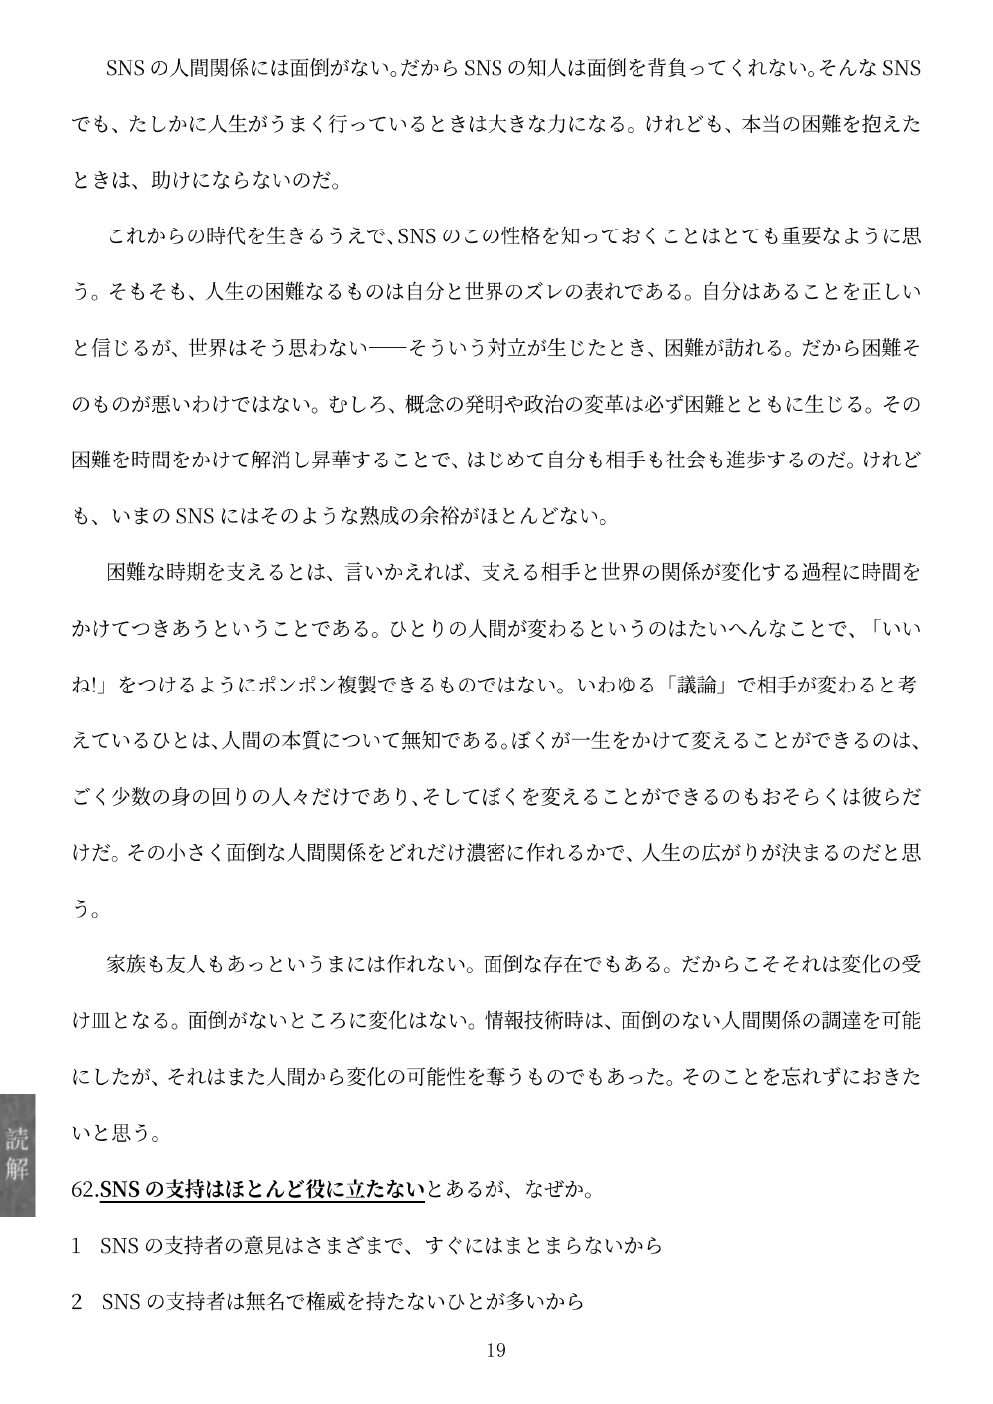 SNS の人間関係には面倒がない。だから SNS の知人は面倒を背負ってくれない。そんな SNS
でも、たしかに人生がうまく行っているときは大きな力になる。けれども、本当の困難を抱えた
ときは、助けにならないのだ。
これからの時代を生きるうえで、SNS のこの性格を知っておくことはとても重要なように思
う。そもそも、人生の困難なるものは自分と世界のズレの表れである。自分はあることを正しい
と信じるが、世界はそう思わない――そういう対立が生じたとき、困難が訪れる。だから困難そ
のものが悪いわけではない。むしろ、概念の発明や政治の変革は必ず困難とともに生じる。その
困難を時間をかけて解消し昇華することで、はじめて自分も相手も社会も進歩するのだ。けれど
も、いまの SNS にはそのような熟成の余裕がほとんどない。
困難な時期を支えるとは、言いかえれば、支える相手と世界の関係が変化する過程に時間を
かけてつきあうということである。ひとりの人間が変わるというのはたいへんなことで、「いい
ね!」をつけるようにポンポン複製できるものではない。いわゆる「議論」で相手が変わると考
えているひとは、人間の本質について無知である。ぼくが一生をかけて変えることができるのは、
ごく少数の身の回りの人々だけであり、そしてぼくを変えることができるのもおそらくは彼らだ
けだ。その小さく面倒な人間関係をどれだけ濃密に作れるかで、人生の広がりが決まるのだと思
う。
家族も友人もあっというまには作れない。面倒な存在でもある。だからこそそれは変化の受
け皿となる。面倒がないところに変化はない。情報技術時は、面倒のない人間関係の調達を可能
にしたが、それはまた人間から変化の可能性を奪うものでもあった。そのことを忘れずにおきた
いと思う。
読解
62.SNS の支持はほとんど役に立たないとあるが、なぜか。
1 SNS の支持者の意見はさまざまで、すぐにはまとまらないから
2 SNS の支持者は無名で権威を持たないひとが多いから
19